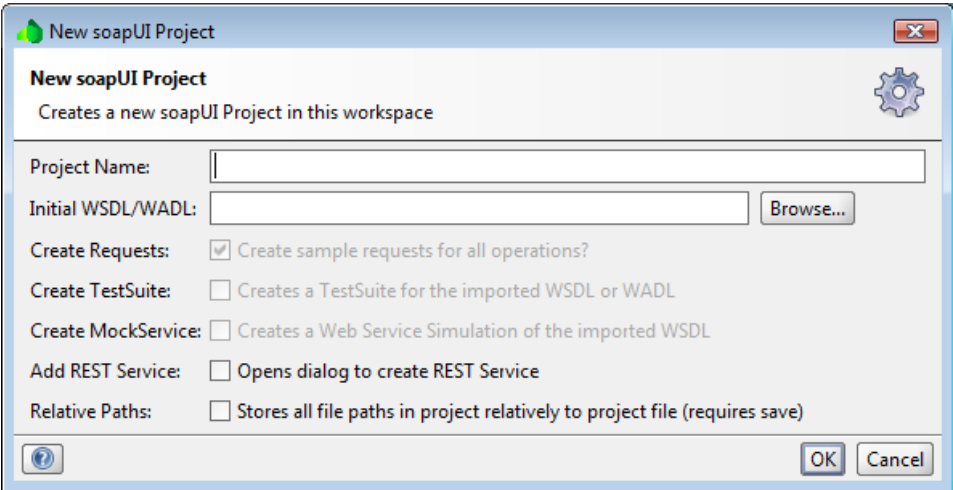 New soapUI Project
New soapUI Project
Creates a new soapUI Project in this workspace
Project Name:
Initial WSDL/WADL: Browse...
Create Requests: Create sample requests for all operations?
Create TestSuite: Creates a TestSuite for the imported WSDL or WADL
Create MockService: Creates a Web Service Simulation of the imported WSDL
Add REST Service: Opens dialog to create REST Service
Relative Paths: Stores all file paths in project relatively to project file (requires save)
? OK Cancel